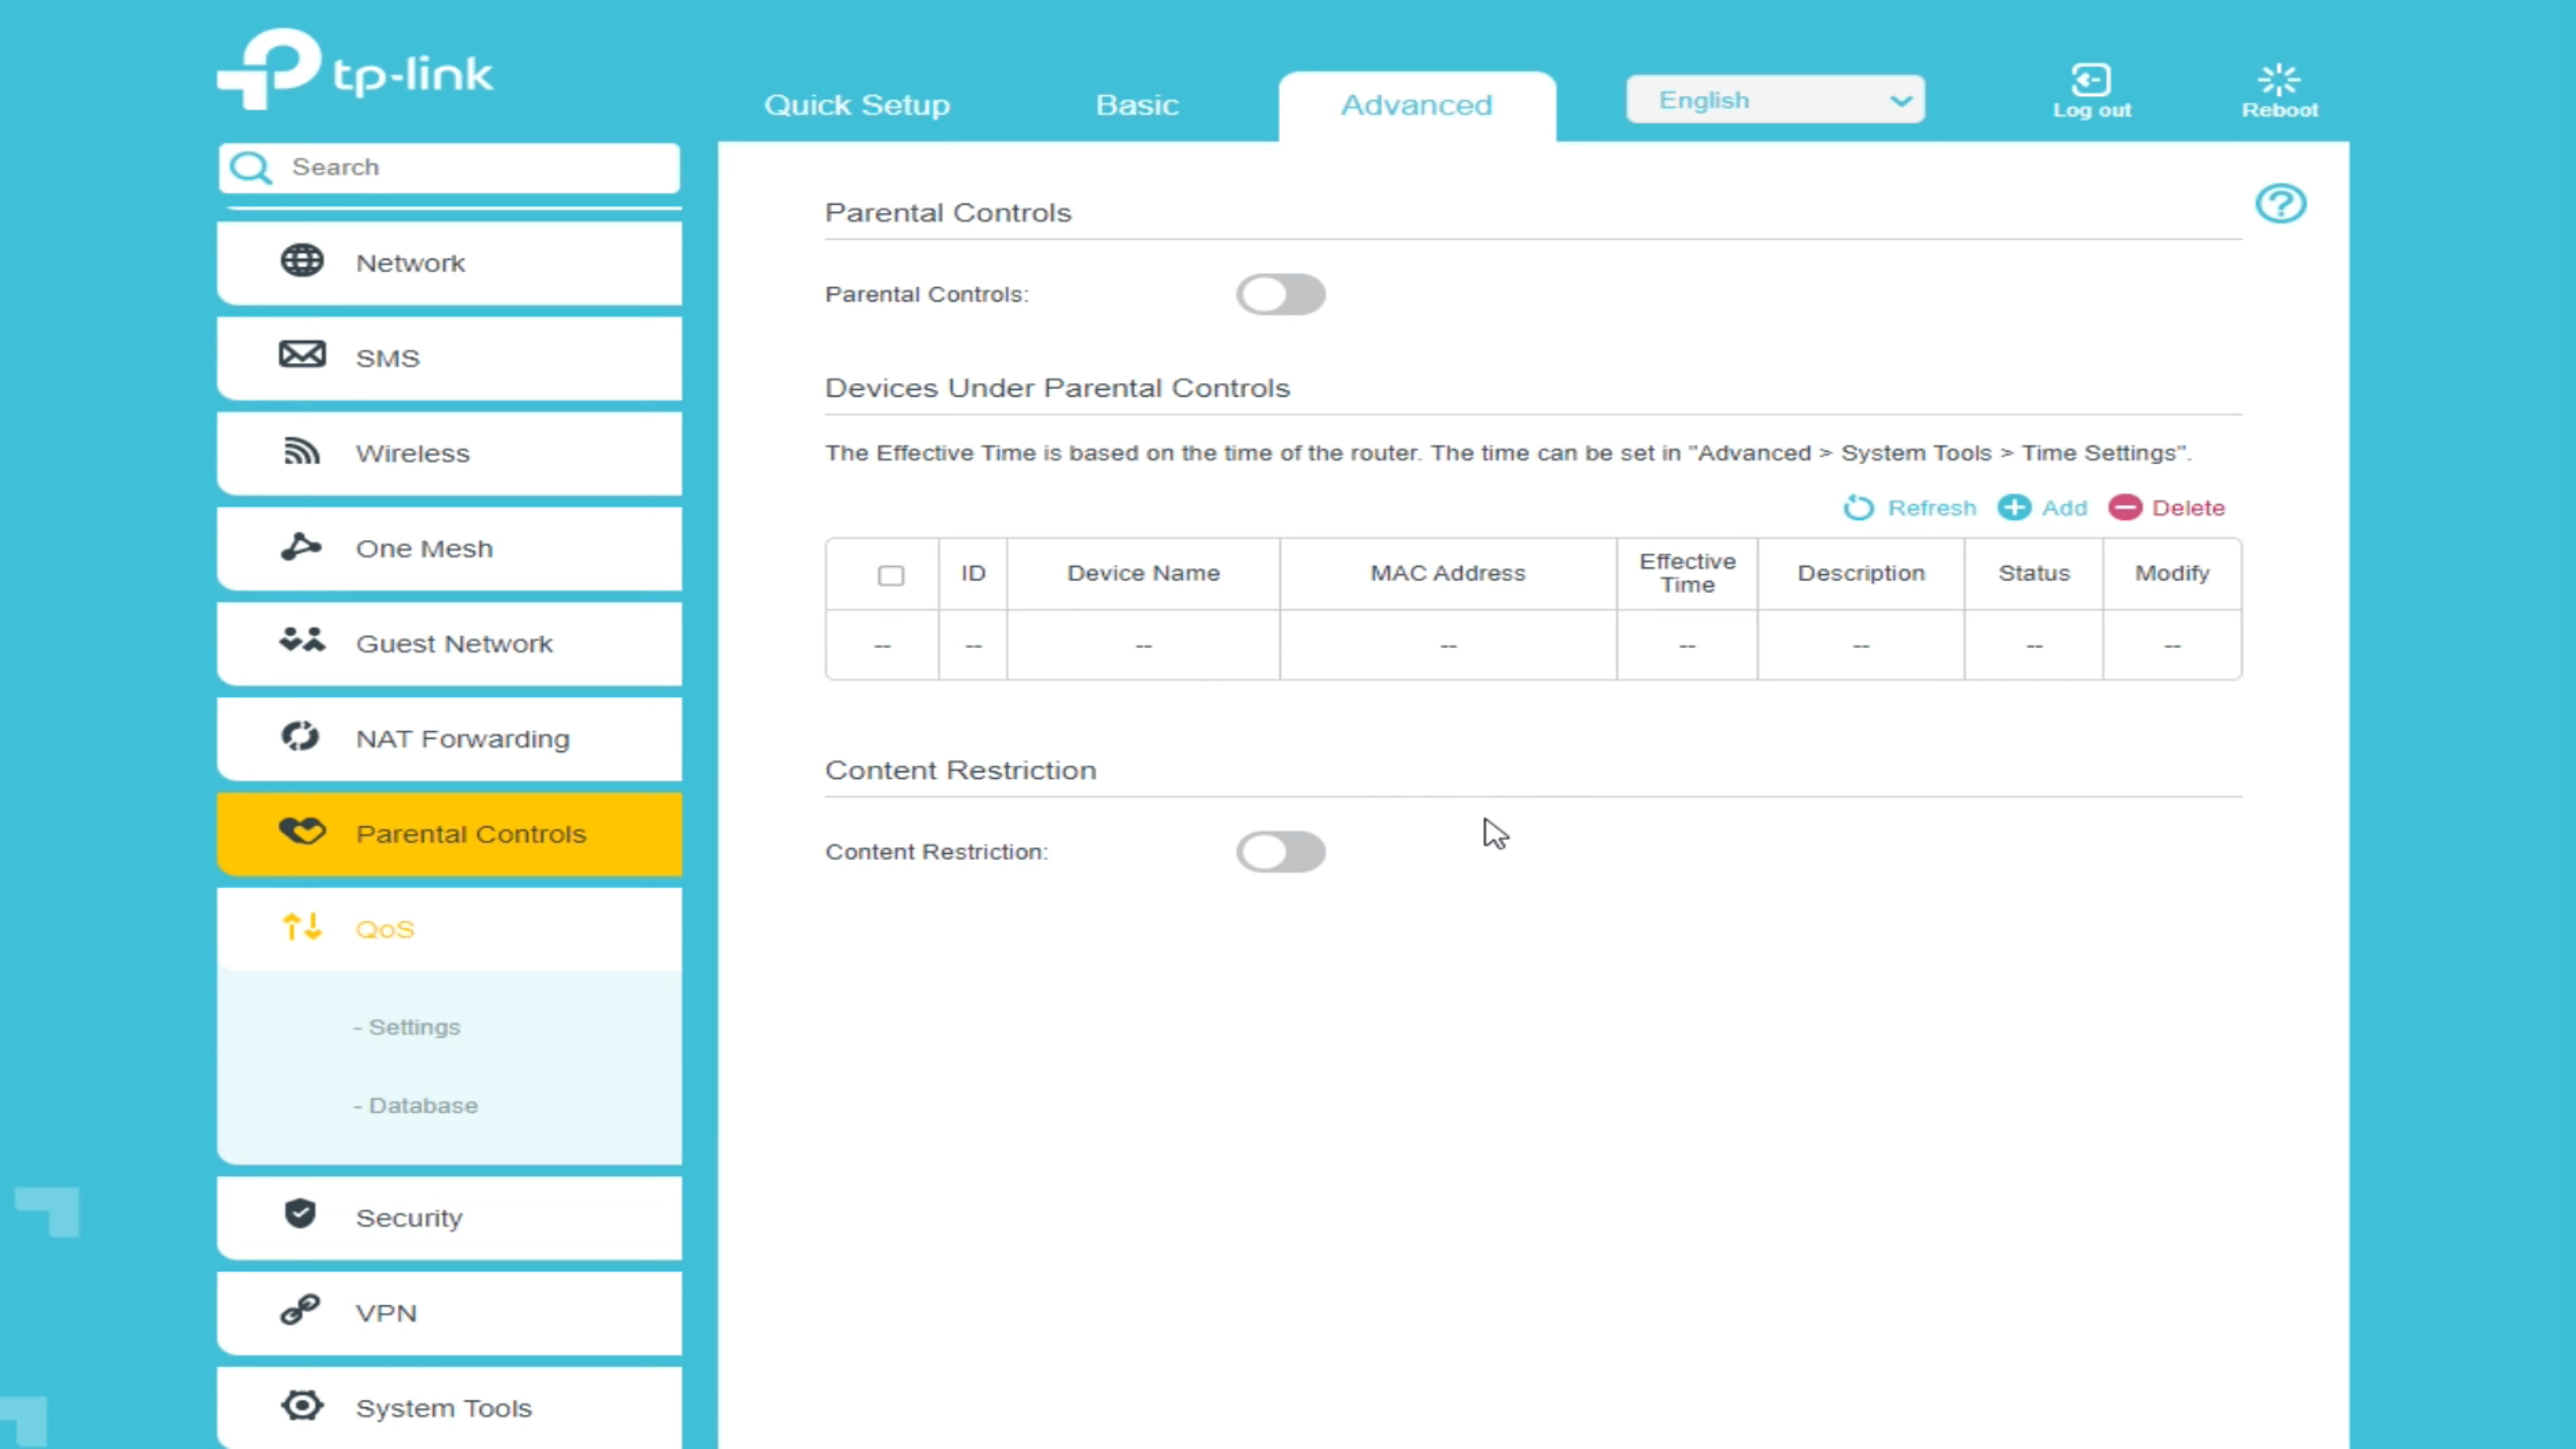 tp-link
Quick Setup
Basic
Advanced
English
Log out
Reboot
Search
Network
SMS
Wireless
One Mesh
Guest Network
NAT Forwarding
Parental Controls
QoS
- Settings
- Database
Security
VPN
System Tools
Parental Controls
Parental Controls:
Devices Under Parental Controls
The Effective Time is based on the time of the router. The time can be set in "Advanced > System Tools > Time Settings".
Refresh Add Delete
ID Device Name MAC Address Effective Time Description Status Modify
-- -- -- -- -- -- -- --
Content Restriction
Content Restriction: